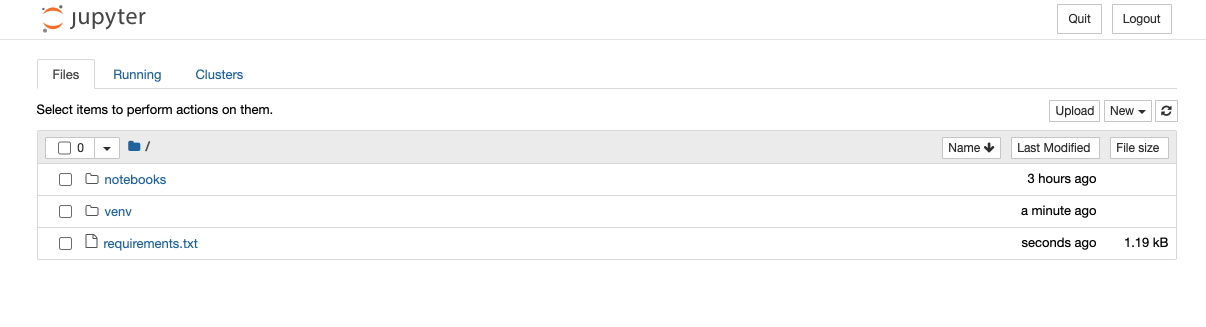 jupyter Quit Logout
Files Running Clusters
Select items to perform actions on them.
Upload New
0 / Name Last Modified File size
notebooks 3 hours ago
venv a minute ago
requirements.txt seconds ago 1.19 kB